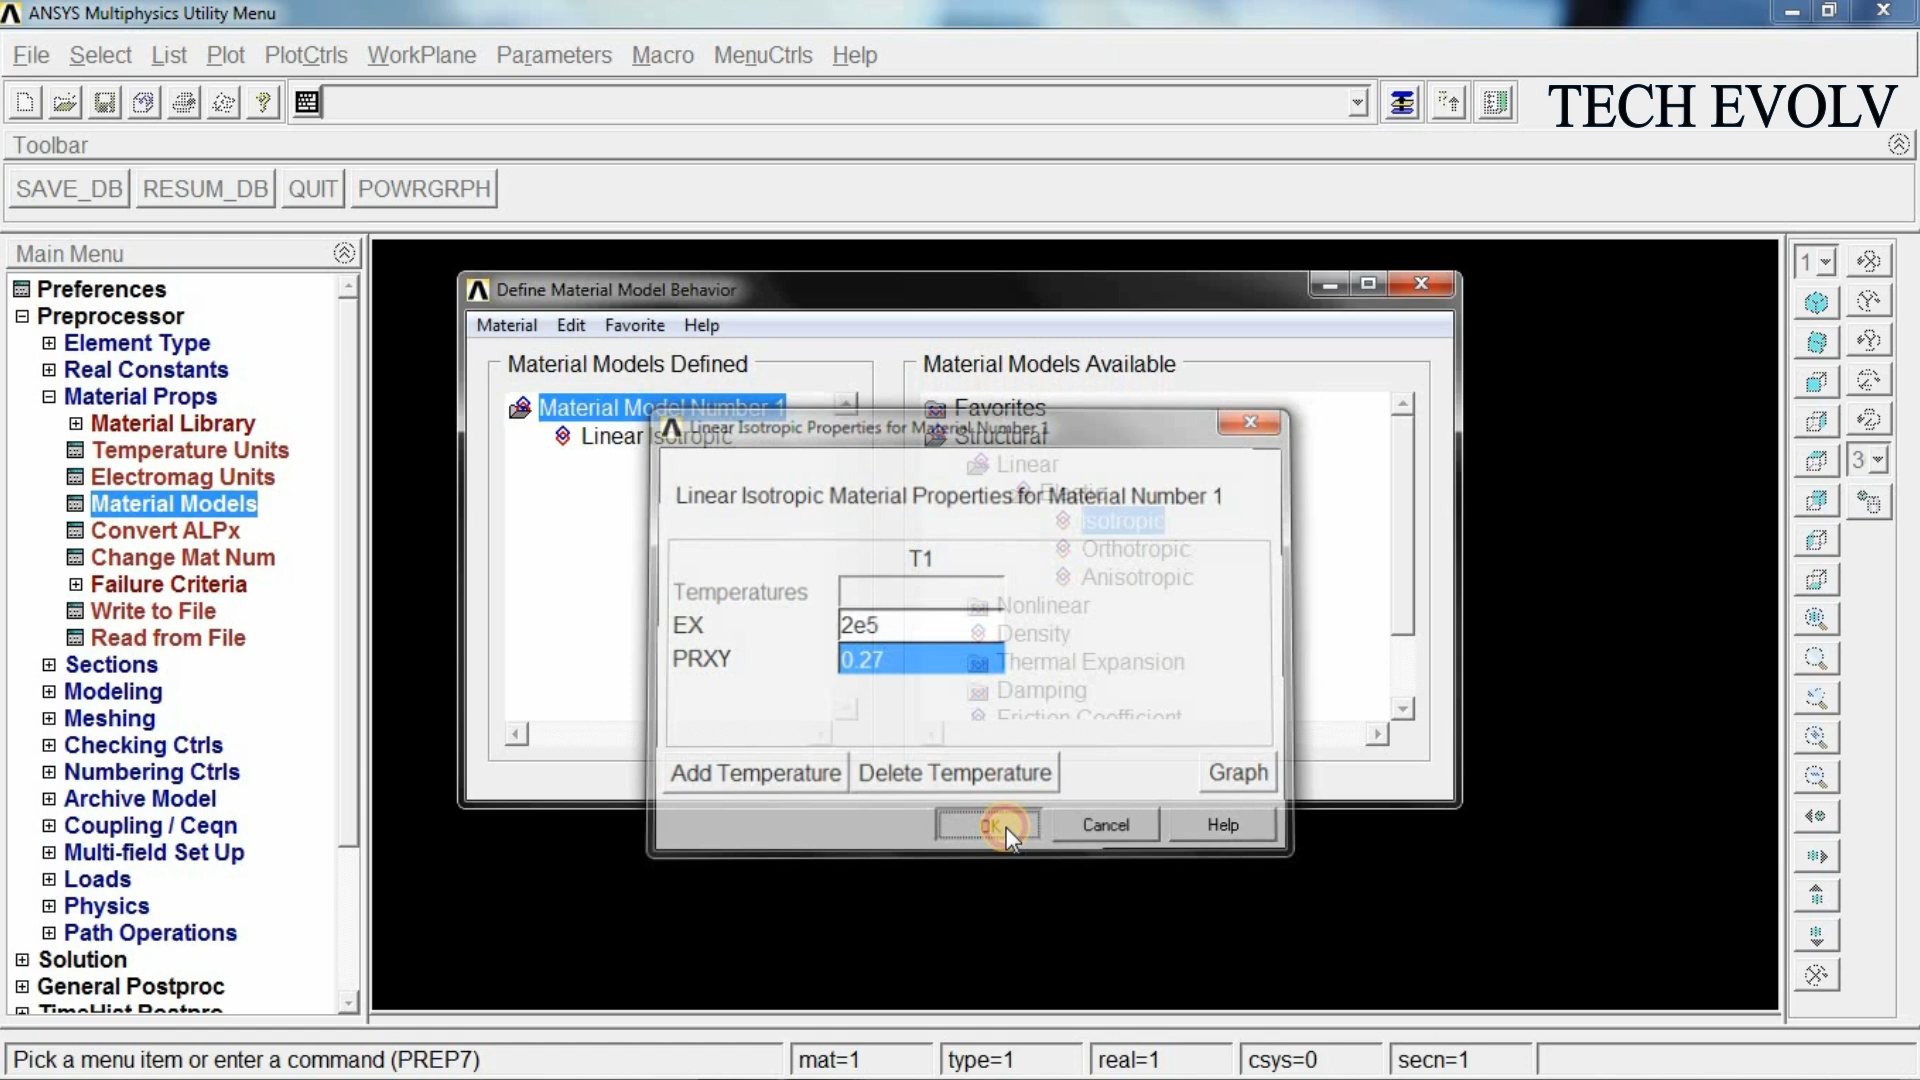 ANSYS Multiphysics Utility Menu
File Select List Plot PlotCtrls WorkPlane Parameters Macro MenuCtrls Help
TECH EVOLV
Toolbar
SAVE_DB RESUM_DB QUIT POWRGRPH
Main Menu
Preferences
Preprocessor
Element Type
Real Constants
Material Props
Material Library
Temperature Units
Electromag Units
Material Models
Convert ALPx
Change Mat Num
Failure Criteria
Write to File
Read from File
Sections
Modeling
Meshing
Checking Ctrls
Numbering Ctrls
Archive Model
Coupling / Ceqn
Multi-field Set Up
Loads
Physics
Path Operations
Solution
General Postproc
TimeHist Postpro
Define Material Model Behavior
Material Edit Favorite Help
Material Models Defined
Material Model Number 1
Linear Isotropic
Material Models Available
Favorites
Structural
Linear
Elastic
Isotropic
Orthotropic
Anisotropic
Nonlinear
Density
Thermal Expansion
Damping
Friction Coefficient
Linear Isotropic Properties for Material Number 1
Linear Isotropic Material Properties for Material Number 1
T1
Temperatures
EX 2e5
PRXY 0.27
Add Temperature Delete Temperature Graph
OK Cancel Help
1
3
Pick a menu item or enter a command (PREP7) mat=1 type=1 real=1 csys=0 secn=1